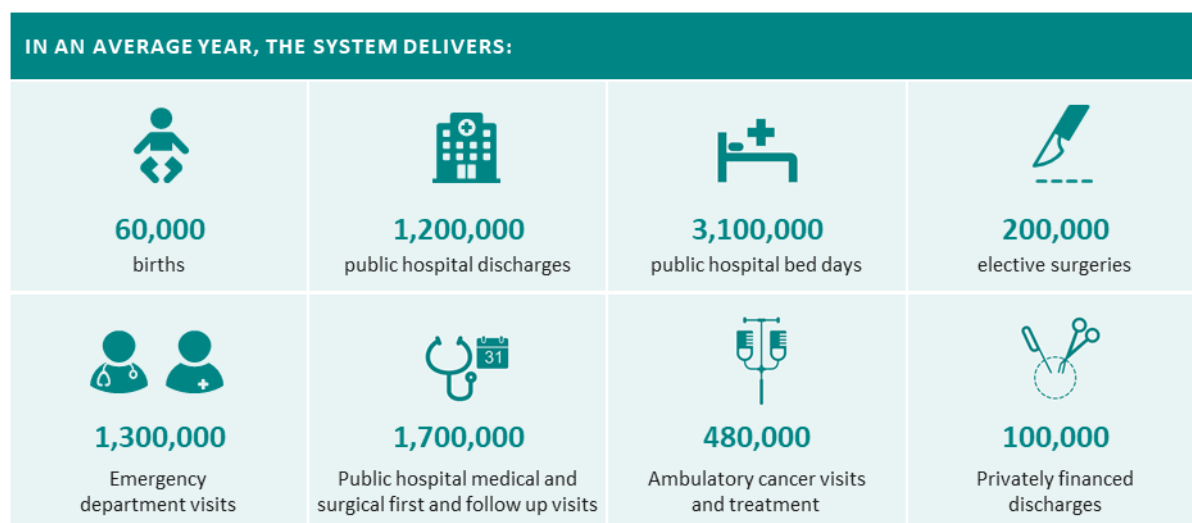 IN AN AVERAGE YEAR, THE SYSTEM DELIVERS:
60,000
births
1,200,000
public hospital discharges
3,100,000
public hospital bed days
200,000
elective surgeries
1,300,000
Emergency
department visits
31
1,700,000
Public hospital medical and
surgical first and follow up visits
480,000
Ambulatory cancer visits
and treatment
100,000
Privately financed
discharges